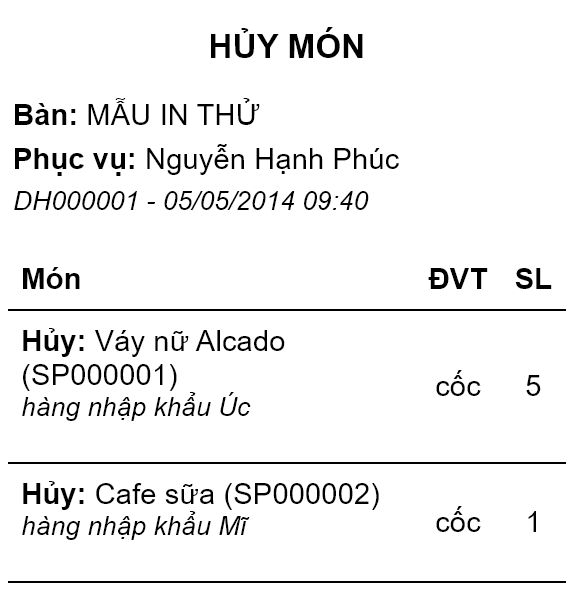 HỦY MÓN
Bàn: MẪU IN THỬ
Phục vụ: Nguyễn Hạnh Phúc
DH000001 - 05/05/2014 09:40
Món ĐVT SL
Hủy: Váy nữ Alcado
(SP000001)
hàng nhập khẩu Úc
cốc 5
Hủy: Cafe sữa (SP000002)
hàng nhập khẩu Mĩ
cốc 1